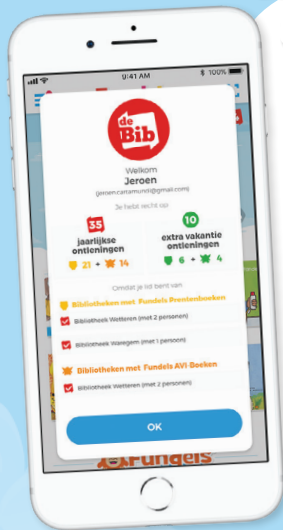 9:41 AM
100%
de
Bib
Welkom
Jeroen
(jeroen.cartamundi@gmail.com)
Je hebt recht op
35
jaarlijkse
ontleningen
21 + 14
10
extra vakantie
ontleningen
6 + 4
Omdat je lid bent van
Bibliotheken met Fundels Prentenboeken
Bibliotheek Wetteren (met 2 personen)
Bibliotheek Waregem (met 1 persoon)
Bibliotheken met Fundels AVI-Boeken
Bibliotheek Wetteren (met 2 personen)
OK
Fundels